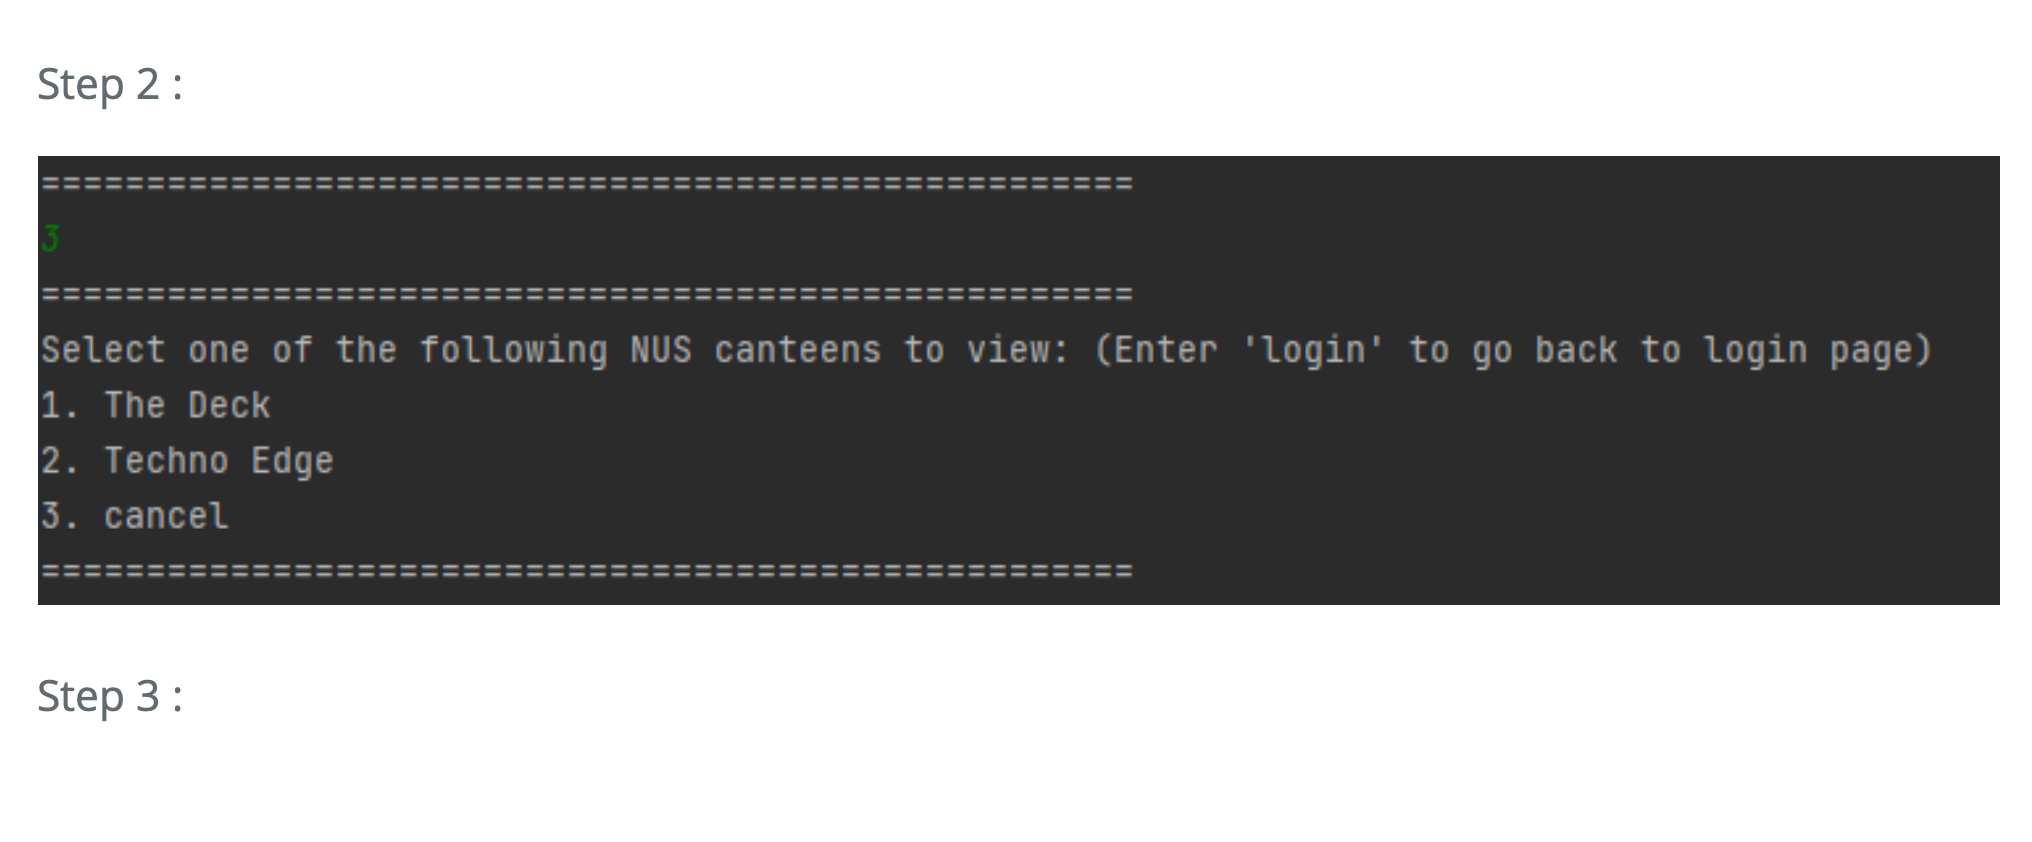 Step 2 :
====================================================
3
====================================================
Select one of the following NUS canteens to view: (Enter 'login' to go back to login page)
1. The Deck
2. Techno Edge
3. cancel
====================================================
Step 3 :